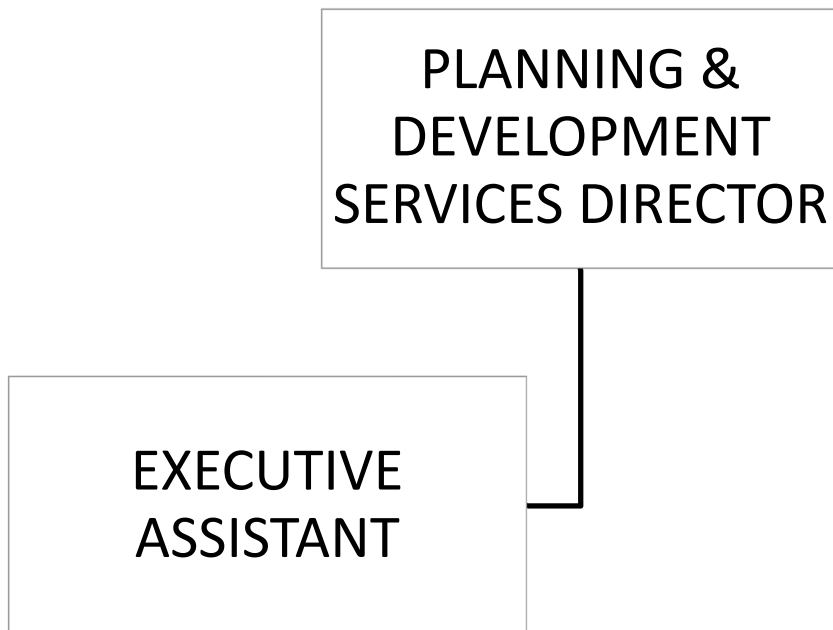 PLANNING &
DEVELOPMENT
SERVICES DIRECTOR
EXECUTIVE
ASSISTANT